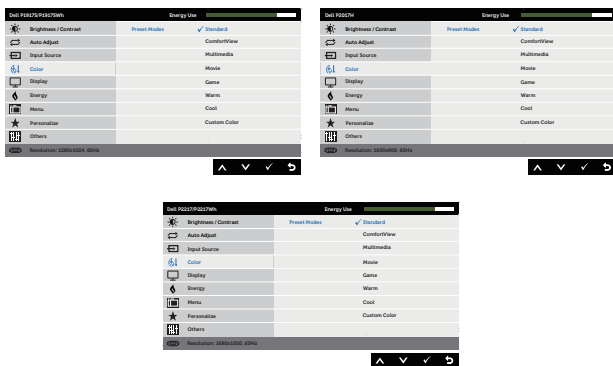 Dell P1917S/P1917SWh Energy Use
Brightness / Contrast Preset Modes ✓ Standard
Auto Adjust ComfortView
Input Source Multimedia
Color Movie
Display Game
Energy Warm
Menu Cool
Personalize Custom Color
Others
Resolution: 1280x1024, 60Hz
Dell P2017H Energy Use
Brightness / Contrast Preset Modes ✓ Standard
Auto Adjust ComfortView
Input Source Multimedia
Color Movie
Display Game
Energy Warm
Menu Cool
Personalize Custom Color
Others
Resolution: 1600x900, 60Hz
Dell P2217/P2217Wh Energy Use
Brightness / Contrast Preset Modes ✓ Standard
Auto Adjust ComfortView
Input Source Multimedia
Color Movie
Display Game
Energy Warm
Menu Cool
Personalize Custom Color
Others
Resolution: 1680x1050, 60Hz